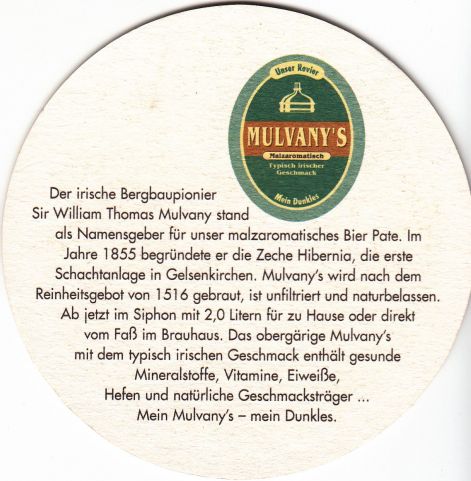 Unser Revier
MULVANY'S
Malzaromatisch
Typisch irischer
Geschmack
Mein Dunkles
Der irische Bergbaupionier
Sir William Thomas Mulvany stand
als Namensgeber für unser malzaromatisches Bier Pate. Im
Jahre 1855 begründete er die Zeche Hibernia, die erste
Schachtanlage in Gelsenkirchen. Mulvany's wird nach dem
Reinheitsgebot von 1516 gebraut, ist unfiltriert und naturbelassen.
Ab jetzt im Siphon mit 2,0 Litern für zu Hause oder direkt
vom Faß im Brauhaus. Das obergärige Mulvany's
mit dem typisch irischen Geschmack enthält gesunde
Mineralstoffe, Vitamine, Eiweiße,
Hefen und natürliche Geschmacksträger ...
Mein Mulvany's – mein Dunkles.